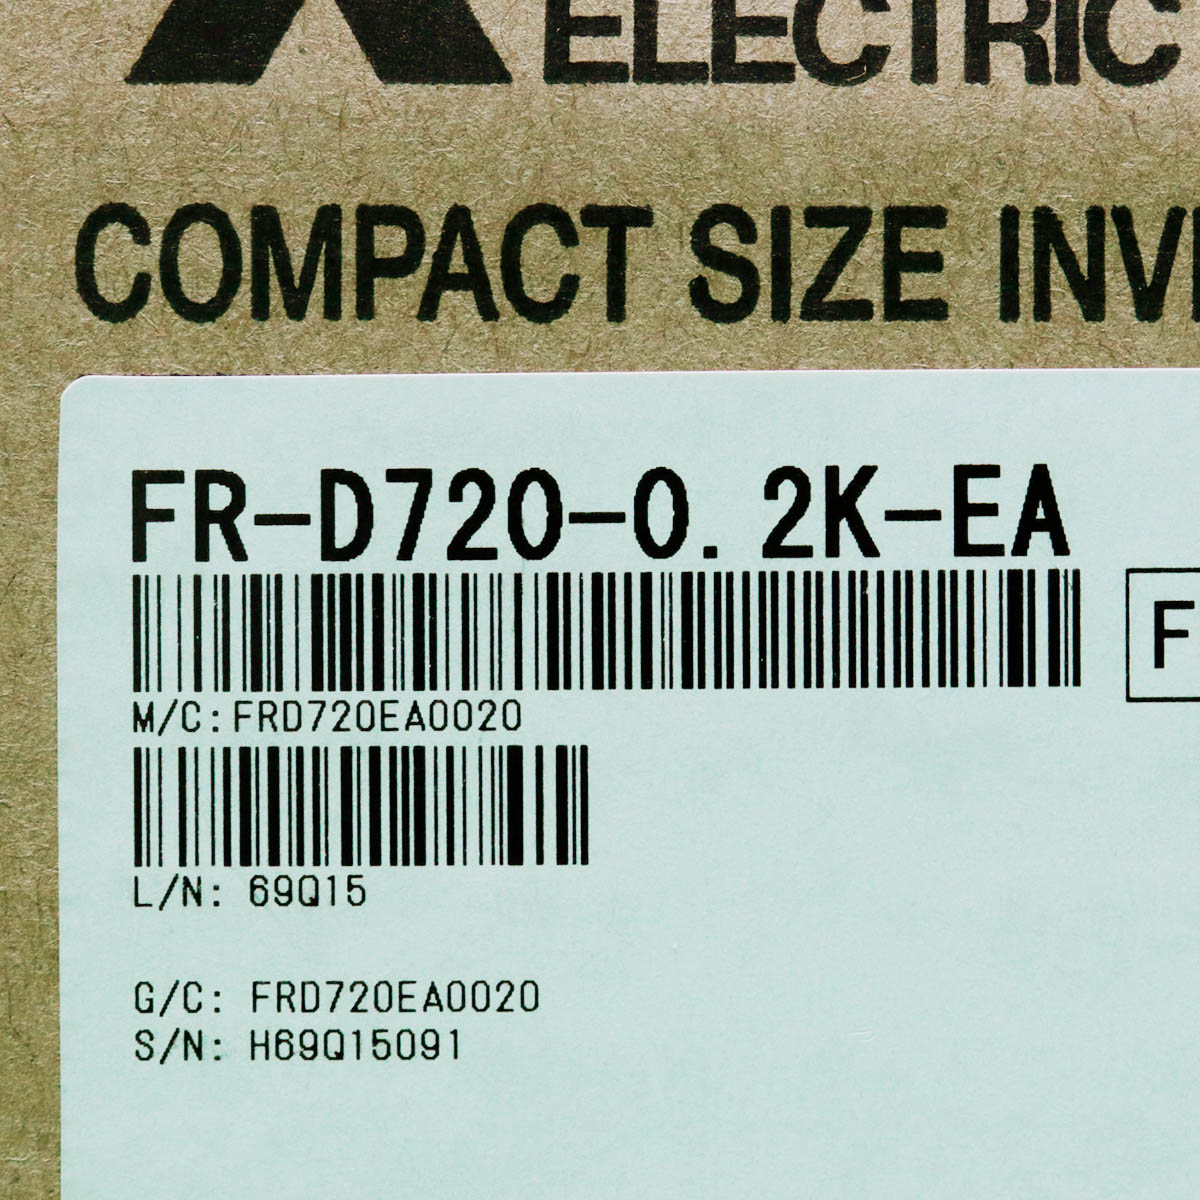 ELECTRIC
COMPACT SIZE INV
FR-D720-0.2K-EA
F
M/C:FRD720EA0020
L/N: 69Q15
G/C: FRD720EA0020
S/N: H69Q15091